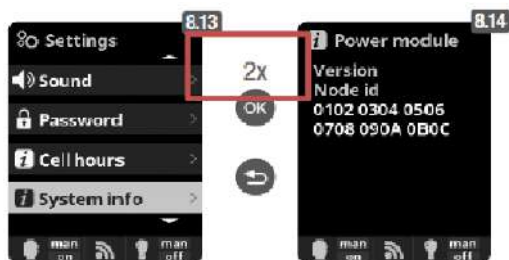 8.13
Settings
Sound
Password
Cell hours
System info
man on
man off
2x
OK
8.14
Power module
Version
Node id
0102 0304 0506
0708 090A 0B0C
man on
man off